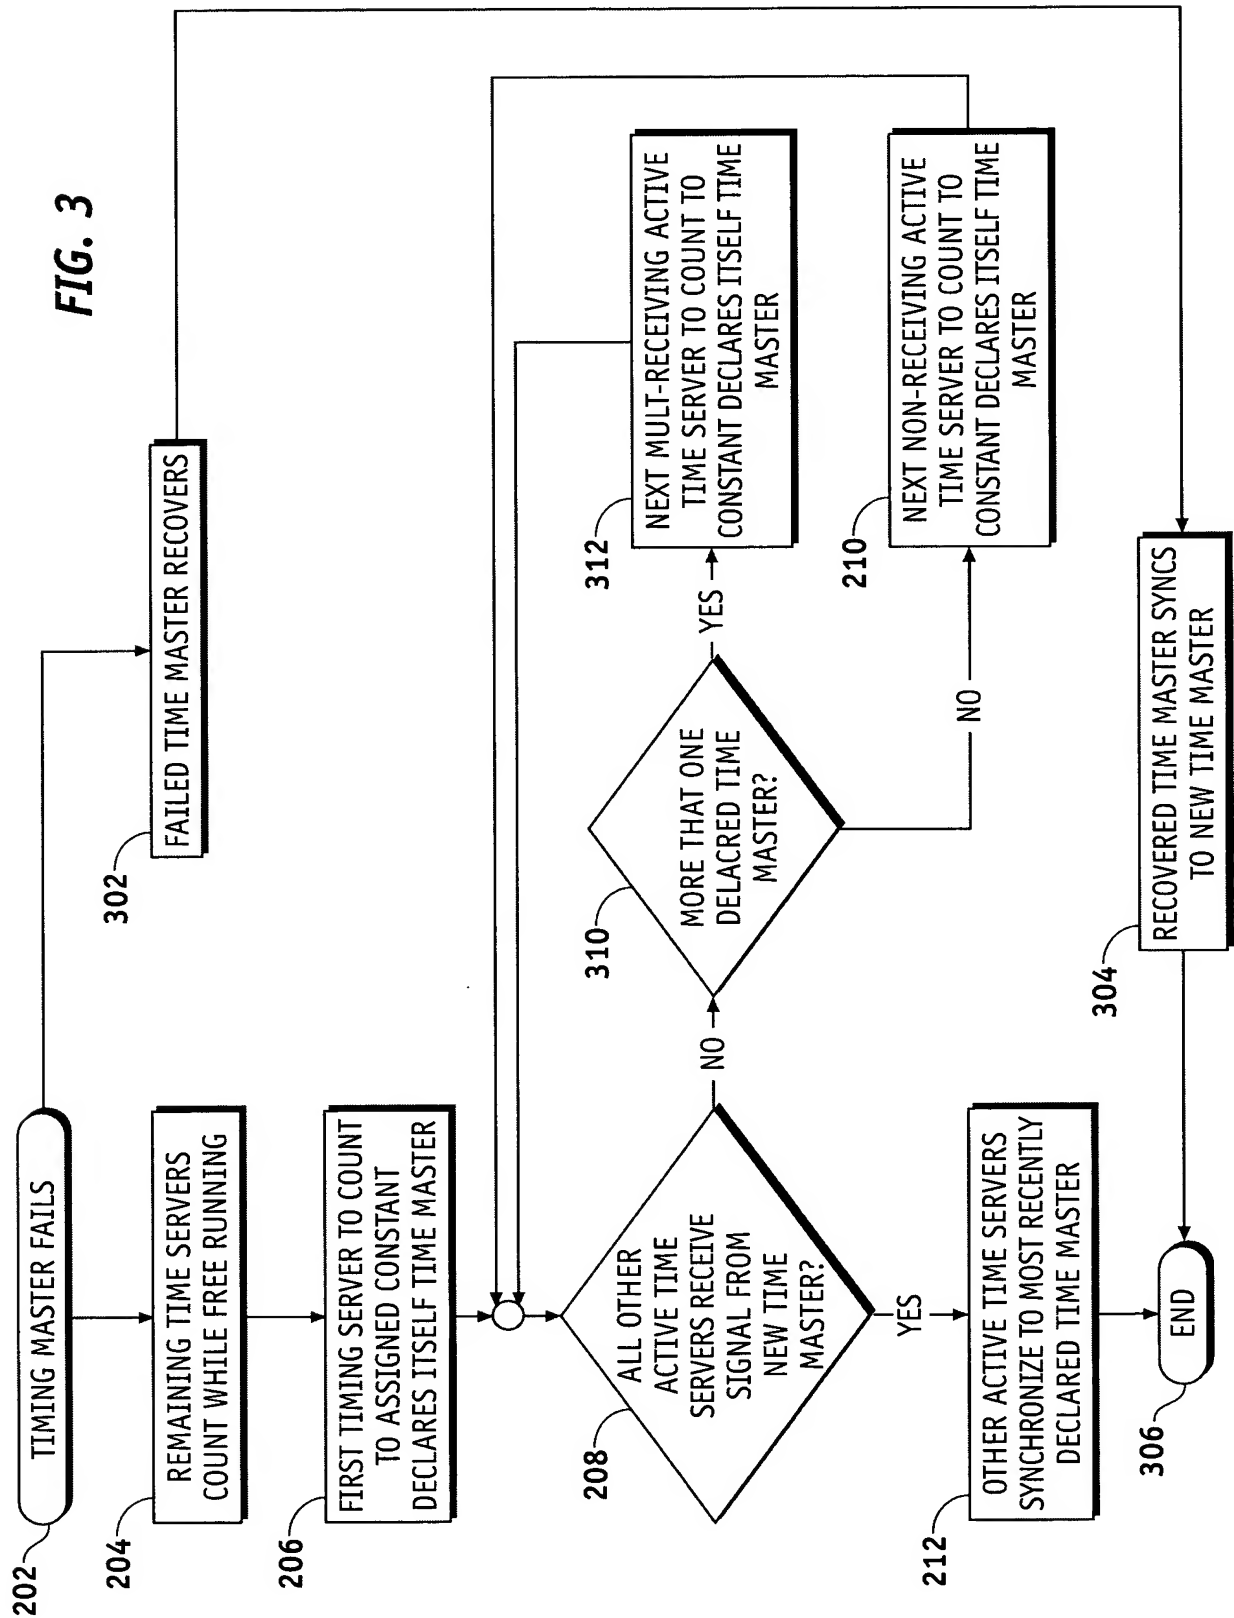 FIG. 3
202
TIMING MASTER FAILS
302
FAILED TIME MASTER RECOVERS
204
REMAINING TIME SERVERS
COUNT WHILE FREE RUNNING
206
FIRST TIMING SERVER TO COUNT
TO ASSIGNED CONSTANT
DECLARES ITSELF TIME MASTER
208
ALL OTHER
ACTIVE TIME
SERVERS RECEIVE
SIGNAL FROM
NEW TIME
MASTER?
NO
YES
310
MORE THAT ONE
DELACRED TIME
MASTER?
YES
NO
312
NEXT MULT-RECEIVING ACTIVE
TIME SERVER TO COUNT TO
CONSTANT DECLARES ITSELF TIME
MASTER
210
NEXT NON-RECEIVING ACTIVE
TIME SERVER TO COUNT TO
CONSTANT DECLARES ITSELF TIME
MASTER
212
OTHER ACTIVE TIME SERVERS
SYNCHRONIZE TO MOST RECENTLY
DECLARED TIME MASTER
304
RECOVERED TIME MASTER SYNCS
TO NEW TIME MASTER
306
END